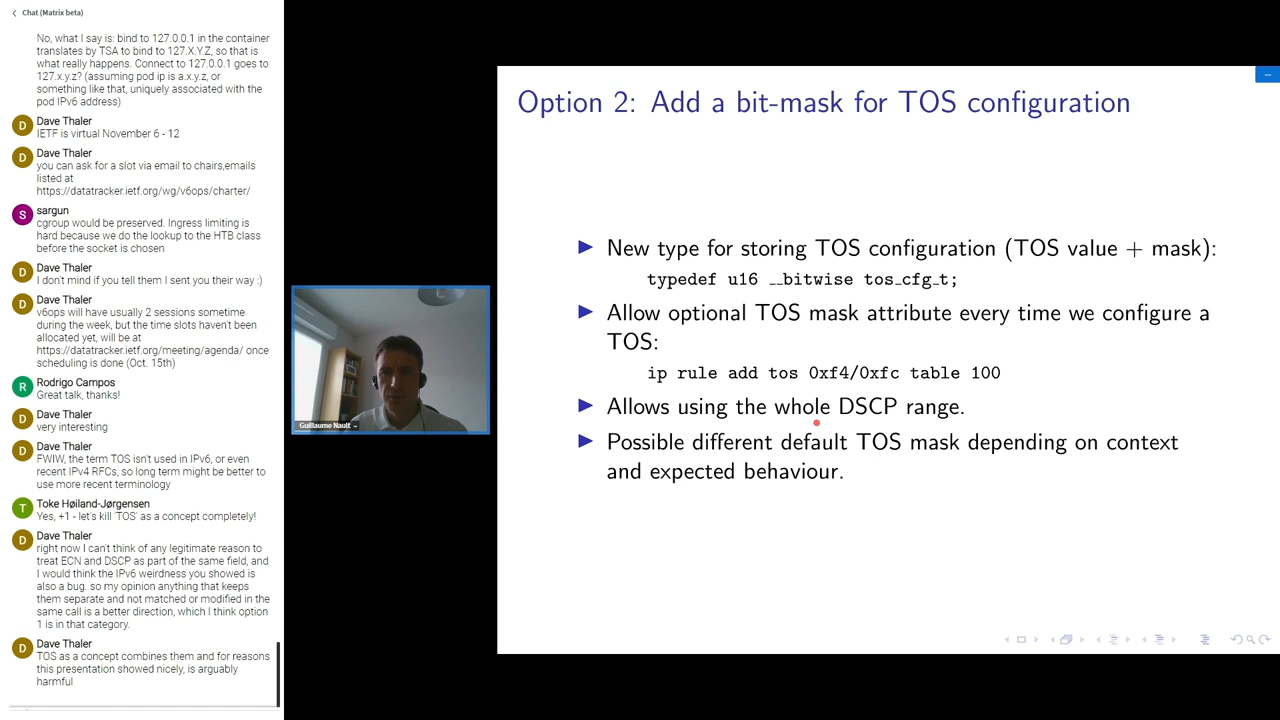 Chat (Matrix beta)
No, what I say is: bind to 127.0.0.1 in the container
translates by TSA to bind to 127.X.Y.Z, so that is
what really happens. Connect to 127.0.0.1 goes to
127.x.y.z? (assuming pod ip is a.x.y.z, or
something like that, uniquely associated with the
pod IPv6 address)
D
Dave Thaler
IETF is virtual November 6 - 12
D
Dave Thaler
you can ask for a slot via email to chairs,emails
listed at
https://datatracker.ietf.org/wg/v6ops/charter/
S
sargun
cgroup would be preserved. Ingress limiting is
hard because we do the lookup to the HTB class
before the socket is chosen
D
Dave Thaler
I don't mind if you tell them I sent you their way :)
D
Dave Thaler
v6ops will have usually 2 sessions sometime
during the week, but the time slots haven't been
allocated yet, will be at
https://datatracker.ietf.org/meeting/agenda/ once
scheduling is done (Oct. 15th)
R
Rodrigo Campos
Great talk, thanks!
D
Dave Thaler
very interesting
D
Dave Thaler
FWIW, the term TOS isn't used in IPv6, or even
recent IPv4 RFCs, so long term might be better to
use more recent terminology
T
Toke Høiland-Jørgensen
Yes, +1 - let's kill 'TOS' as a concept completely!
D
Dave Thaler
right now I can't think of any legitimate reason to
treat ECN and DSCP as part of the same field, and
I would think the IPv6 weirdness you showed is
also a bug. so my opinion anything that keeps
them separate and not matched or modified in the
same call is a better direction, which I think option
1 is in that category.
D
Dave Thaler
TOS as a concept combines them and for reasons
this presentation showed nicely, is arguably
harmful
Guillaume Nault
Option 2: Add a bit-mask for TOS configuration
New type for storing TOS configuration (TOS value + mask):
typedef u16 __bitwise tos_cfg_t;
Allow optional TOS mask attribute every time we configure a
TOS:
ip rule add tos 0xf4/0xfc table 100
Allows using the whole DSCP range.
Possible different default TOS mask depending on context
and expected behaviour.